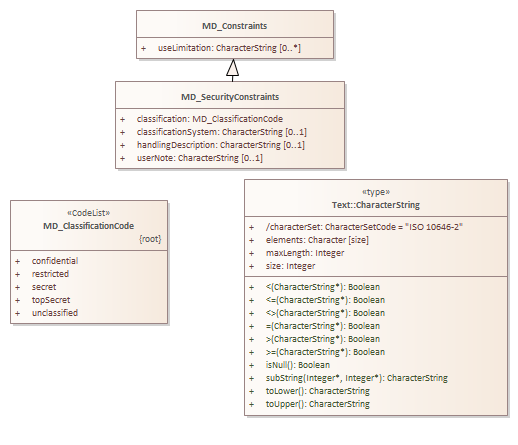 MD_Constraints
+ useLimitation: CharacterString [0..*]
MD_SecurityConstraints
+ classification: MD_ClassificationCode
+ classificationSystem: CharacterString [0..1]
+ handlingDescription: CharacterString [0..1]
+ userNote: CharacterString [0..1]
«CodeList»
MD_ClassificationCode
{root}
+ confidential
+ restricted
+ secret
+ topSecret
+ unclassified
«type»
Text::CharacterString
+ /characterSet: CharacterSetCode = "ISO 10646-2"
+ elements: Character [size]
+ maxLength: Integer
+ size: Integer
+ <(CharacterString*): Boolean
+ <=(CharacterString*): Boolean
+ <>(CharacterString*): Boolean
+ =(CharacterString*): Boolean
+ >(CharacterString*): Boolean
+ >=(CharacterString*): Boolean
+ isNull(): Boolean
+ subString(Integer*, Integer*): CharacterString
+ toLower(): CharacterString
+ toUpper(): CharacterString